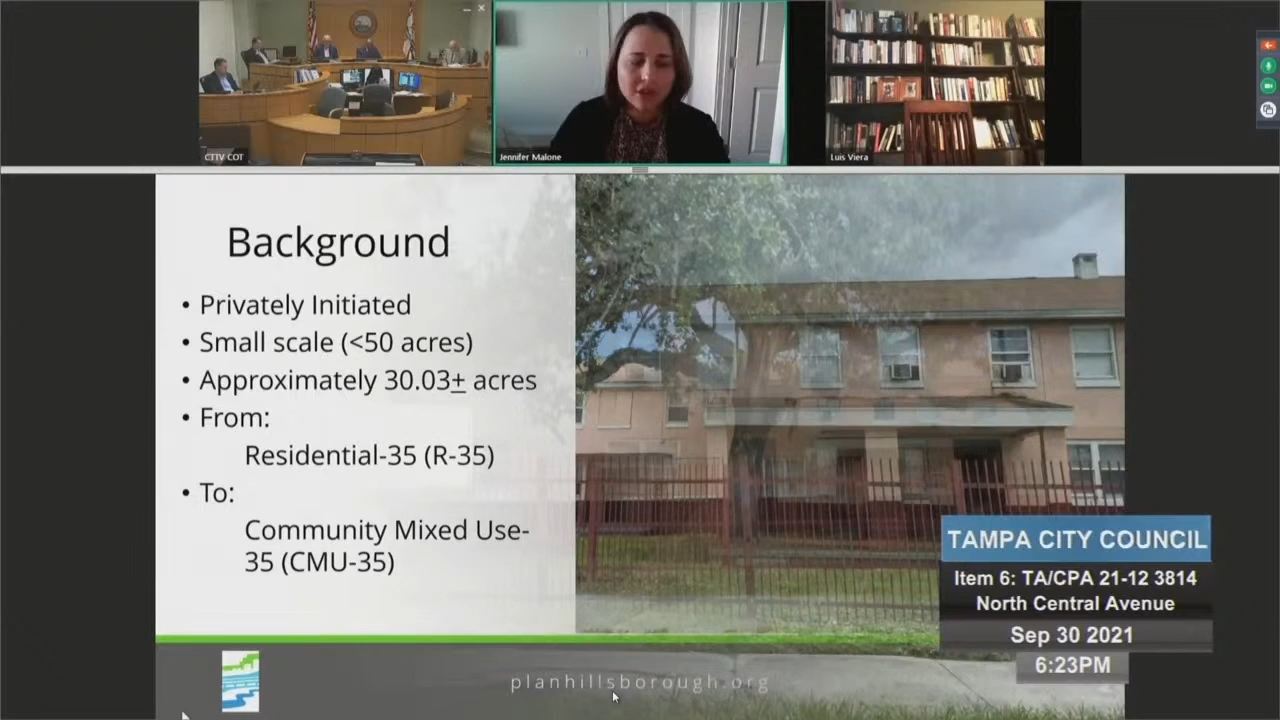 CTTV COT
Jennifer Malone
Luis Viera
Background
• Privately Initiated
• Small scale (<50 acres)
• Approximately 30.03± acres
• From:
Residential-35 (R-35)
• To:
Community Mixed Use-
35 (CMU-35)
TAMPA CITY COUNCIL
Item 6: TA/CPA 21-12 3814
North Central Avenue
Sep 30 2021
6:23PM
planhillsborough.org